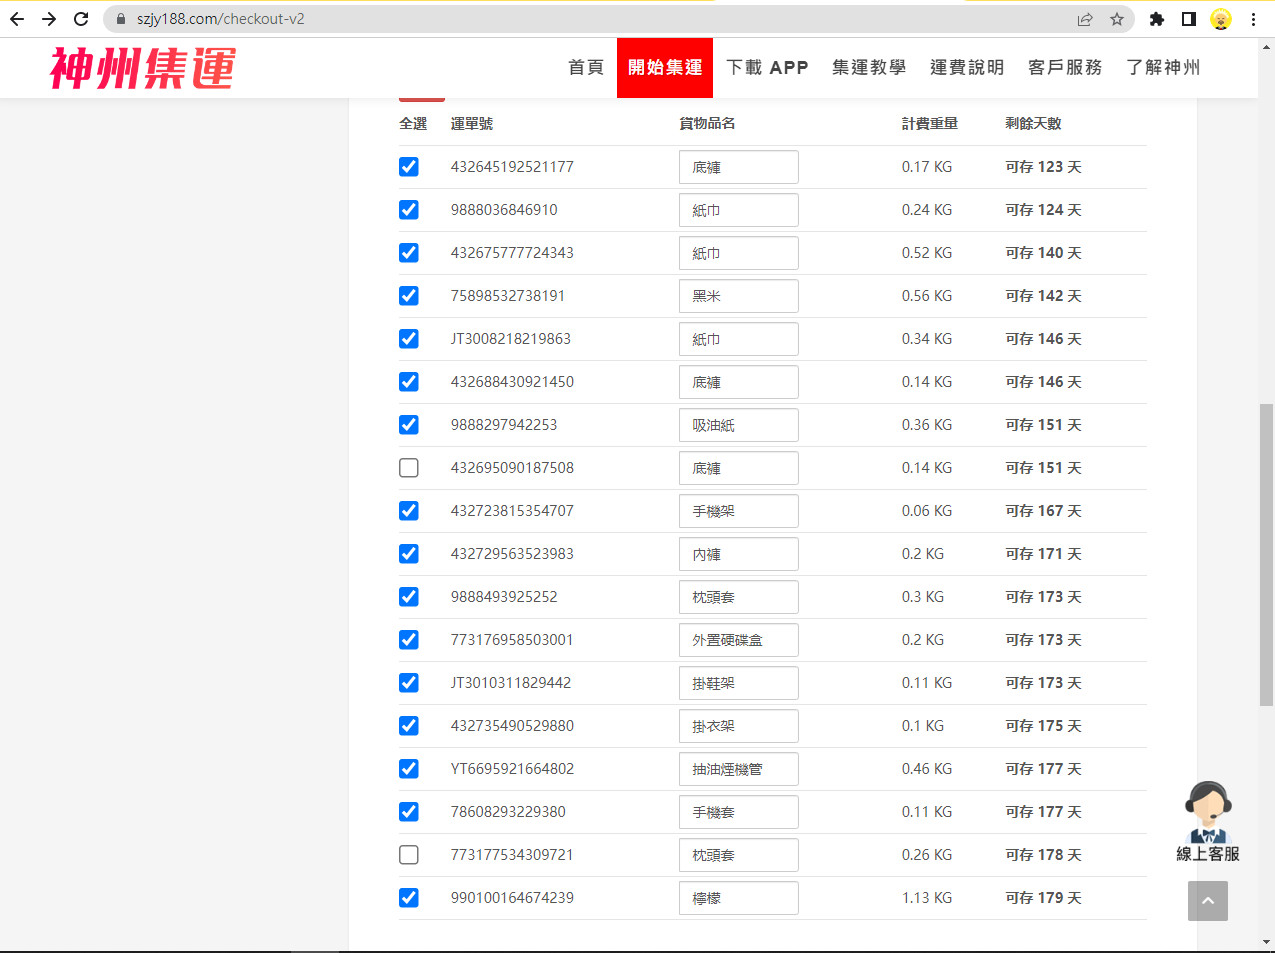 szjy188.com/checkout-v2
神州集運 首頁 開始集運 下載 APP 集運教學 運費說明 客戶服務 了解神州
全選 運單號 貨物品名 計費重量 剩餘天數
432645192521177 底褲 0.17 KG 可存 123 天
9888036846910 紙巾 0.24 KG 可存 124 天
432675777724343 紙巾 0.52 KG 可存 140 天
75898532738191 黑米 0.56 KG 可存 142 天
JT3008218219863 紙巾 0.34 KG 可存 146 天
432688430921450 底褲 0.14 KG 可存 146 天
9888297942253 吸油紙 0.36 KG 可存 151 天
432695090187508 底褲 0.14 KG 可存 151 天
432723815354707 手機架 0.06 KG 可存 167 天
432729563523983 內褲 0.2 KG 可存 171 天
9888493925252 枕頭套 0.3 KG 可存 173 天
773176958503001 外置硬碟盒 0.2 KG 可存 173 天
JT3010311829442 掛鞋架 0.11 KG 可存 173 天
432735490529880 掛衣架 0.1 KG 可存 175 天
YT6695921664802 抽油煙機管 0.46 KG 可存 177 天
78608293229380 手機套 0.11 KG 可存 177 天
773177534309721 枕頭套 0.26 KG 可存 178 天
990100164674239 檸檬 1.13 KG 可存 179 天
線上客服